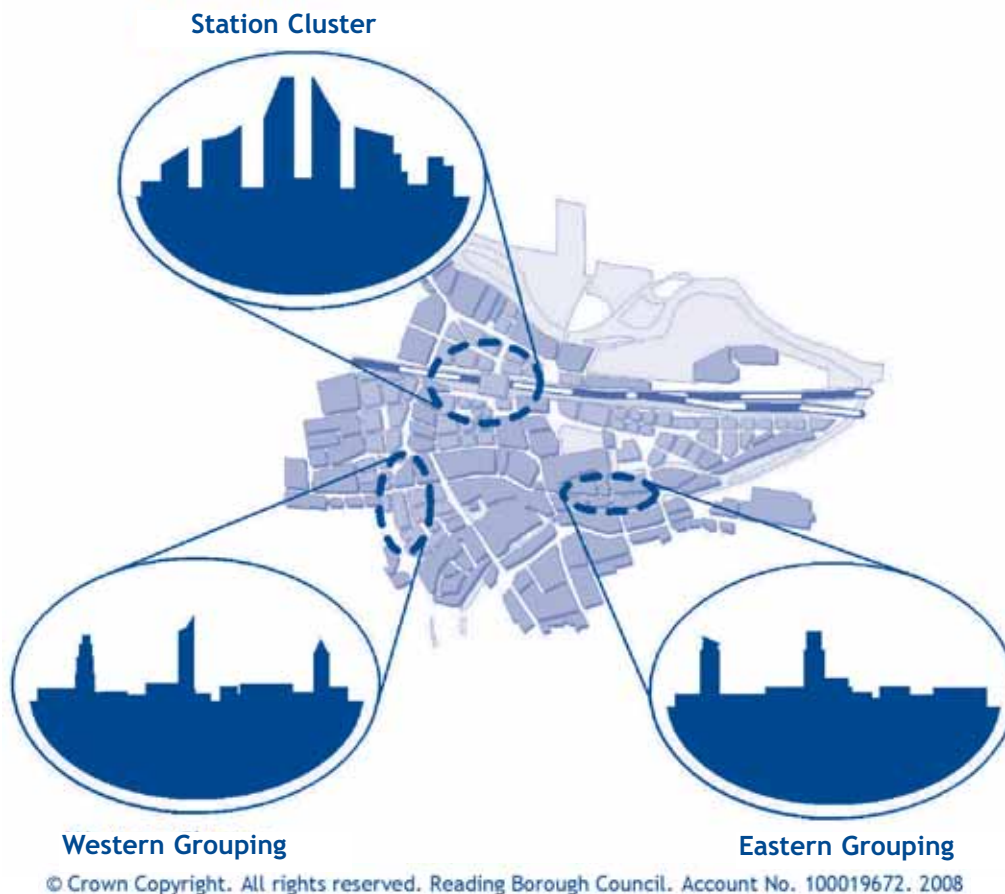 Station Cluster
Western Grouping
Eastern Grouping
© Crown Copyright. All rights reserved. Reading Borough Council. Account No. 100019672, 2008